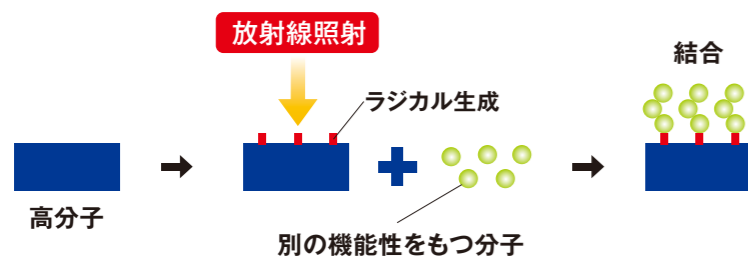 放射線照射
結合
ラジカル生成
高分子
別の機能性をもつ分子